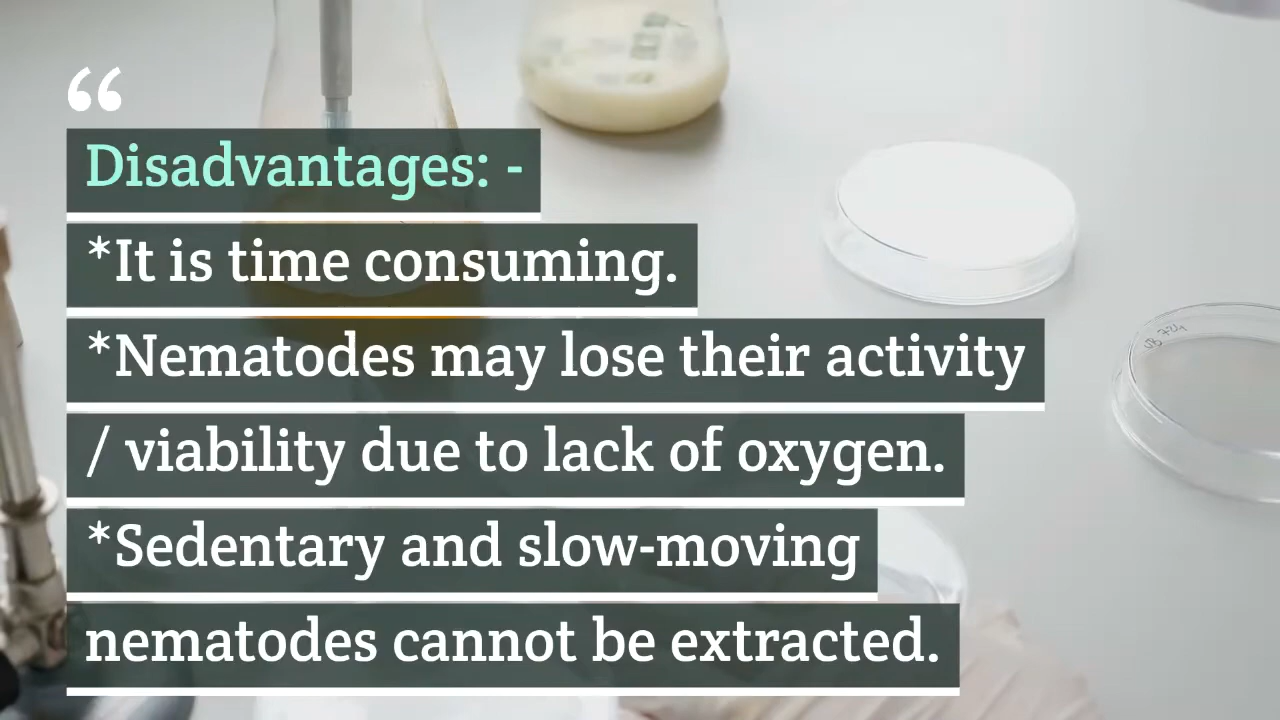 “
Disadvantages: -
*It is time consuming.
*Nematodes may lose their activity
/ viability due to lack of oxygen.
*Sedentary and slow-moving
nematodes cannot be extracted.